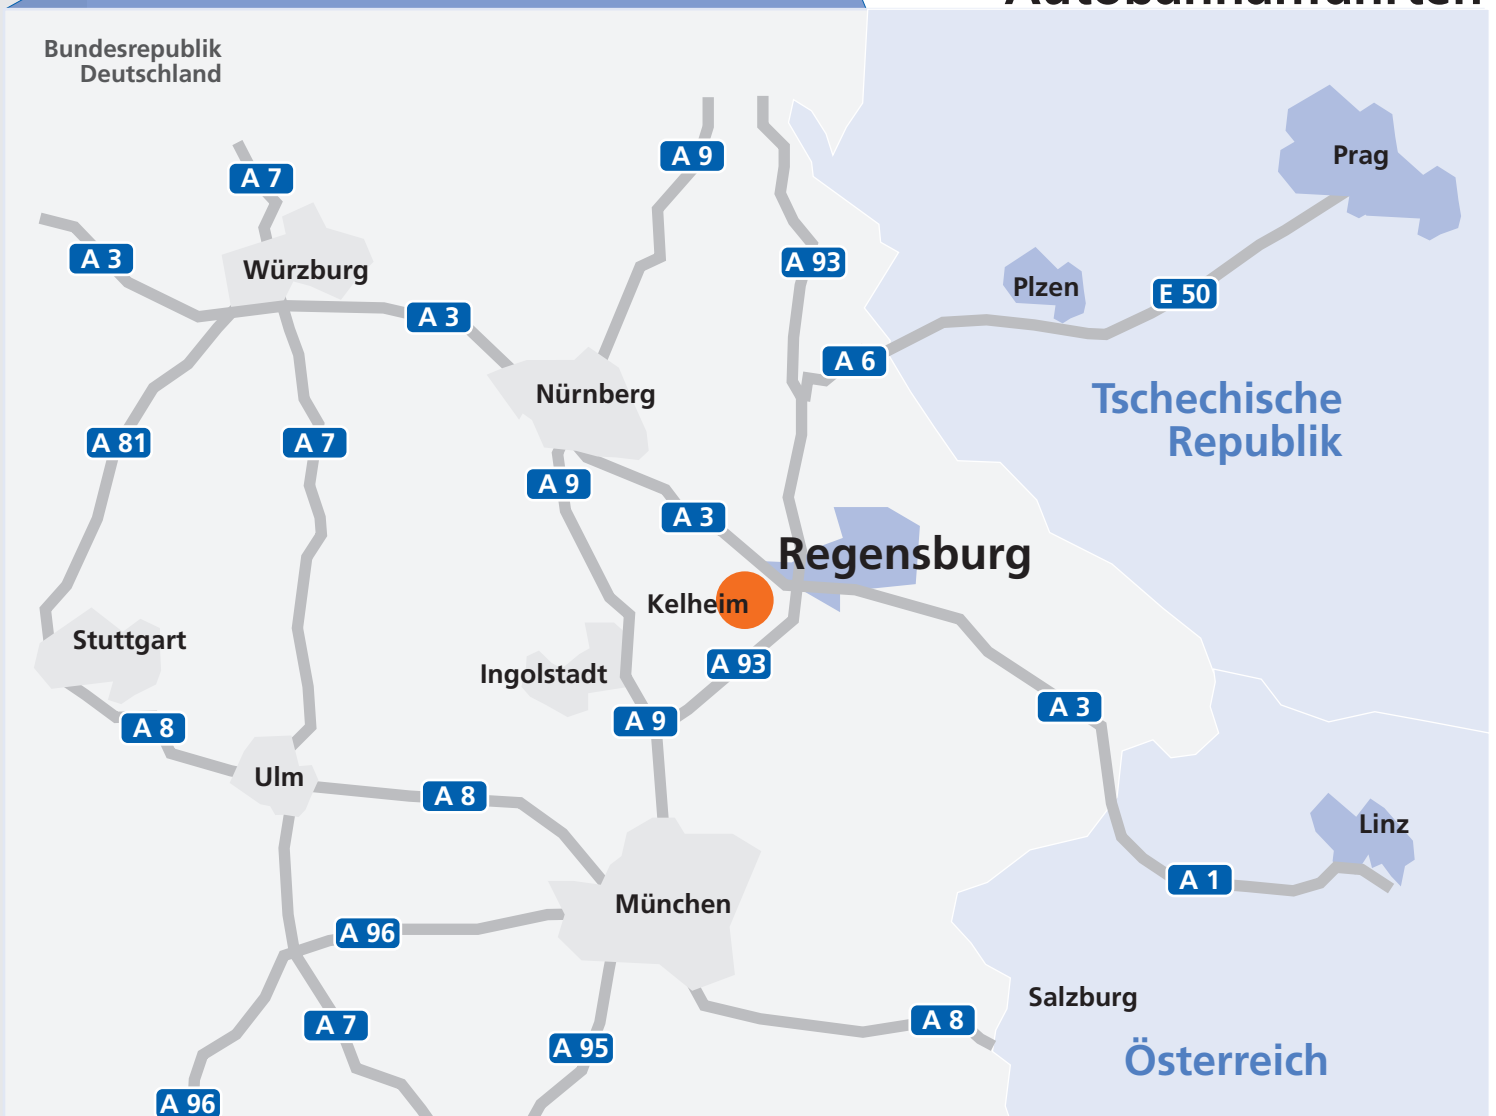 Autobahnanfahrten
Bundesrepublik
Deutschland
A 9
Prag
A 7
A 3
Würzburg
A 93
Plzen
E 50
A 3
A 6
Nürnberg
Tschechische
Republik
A 81
A 7
A 9
A 3
Regensburg
Kelheim
Stuttgart
Ingolstadt
A 93
A 3
A 9
A 8
Ulm
A 8
Linz
A 1
München
A 96
Salzburg
A 8
A 7
A 95
Österreich
A 96